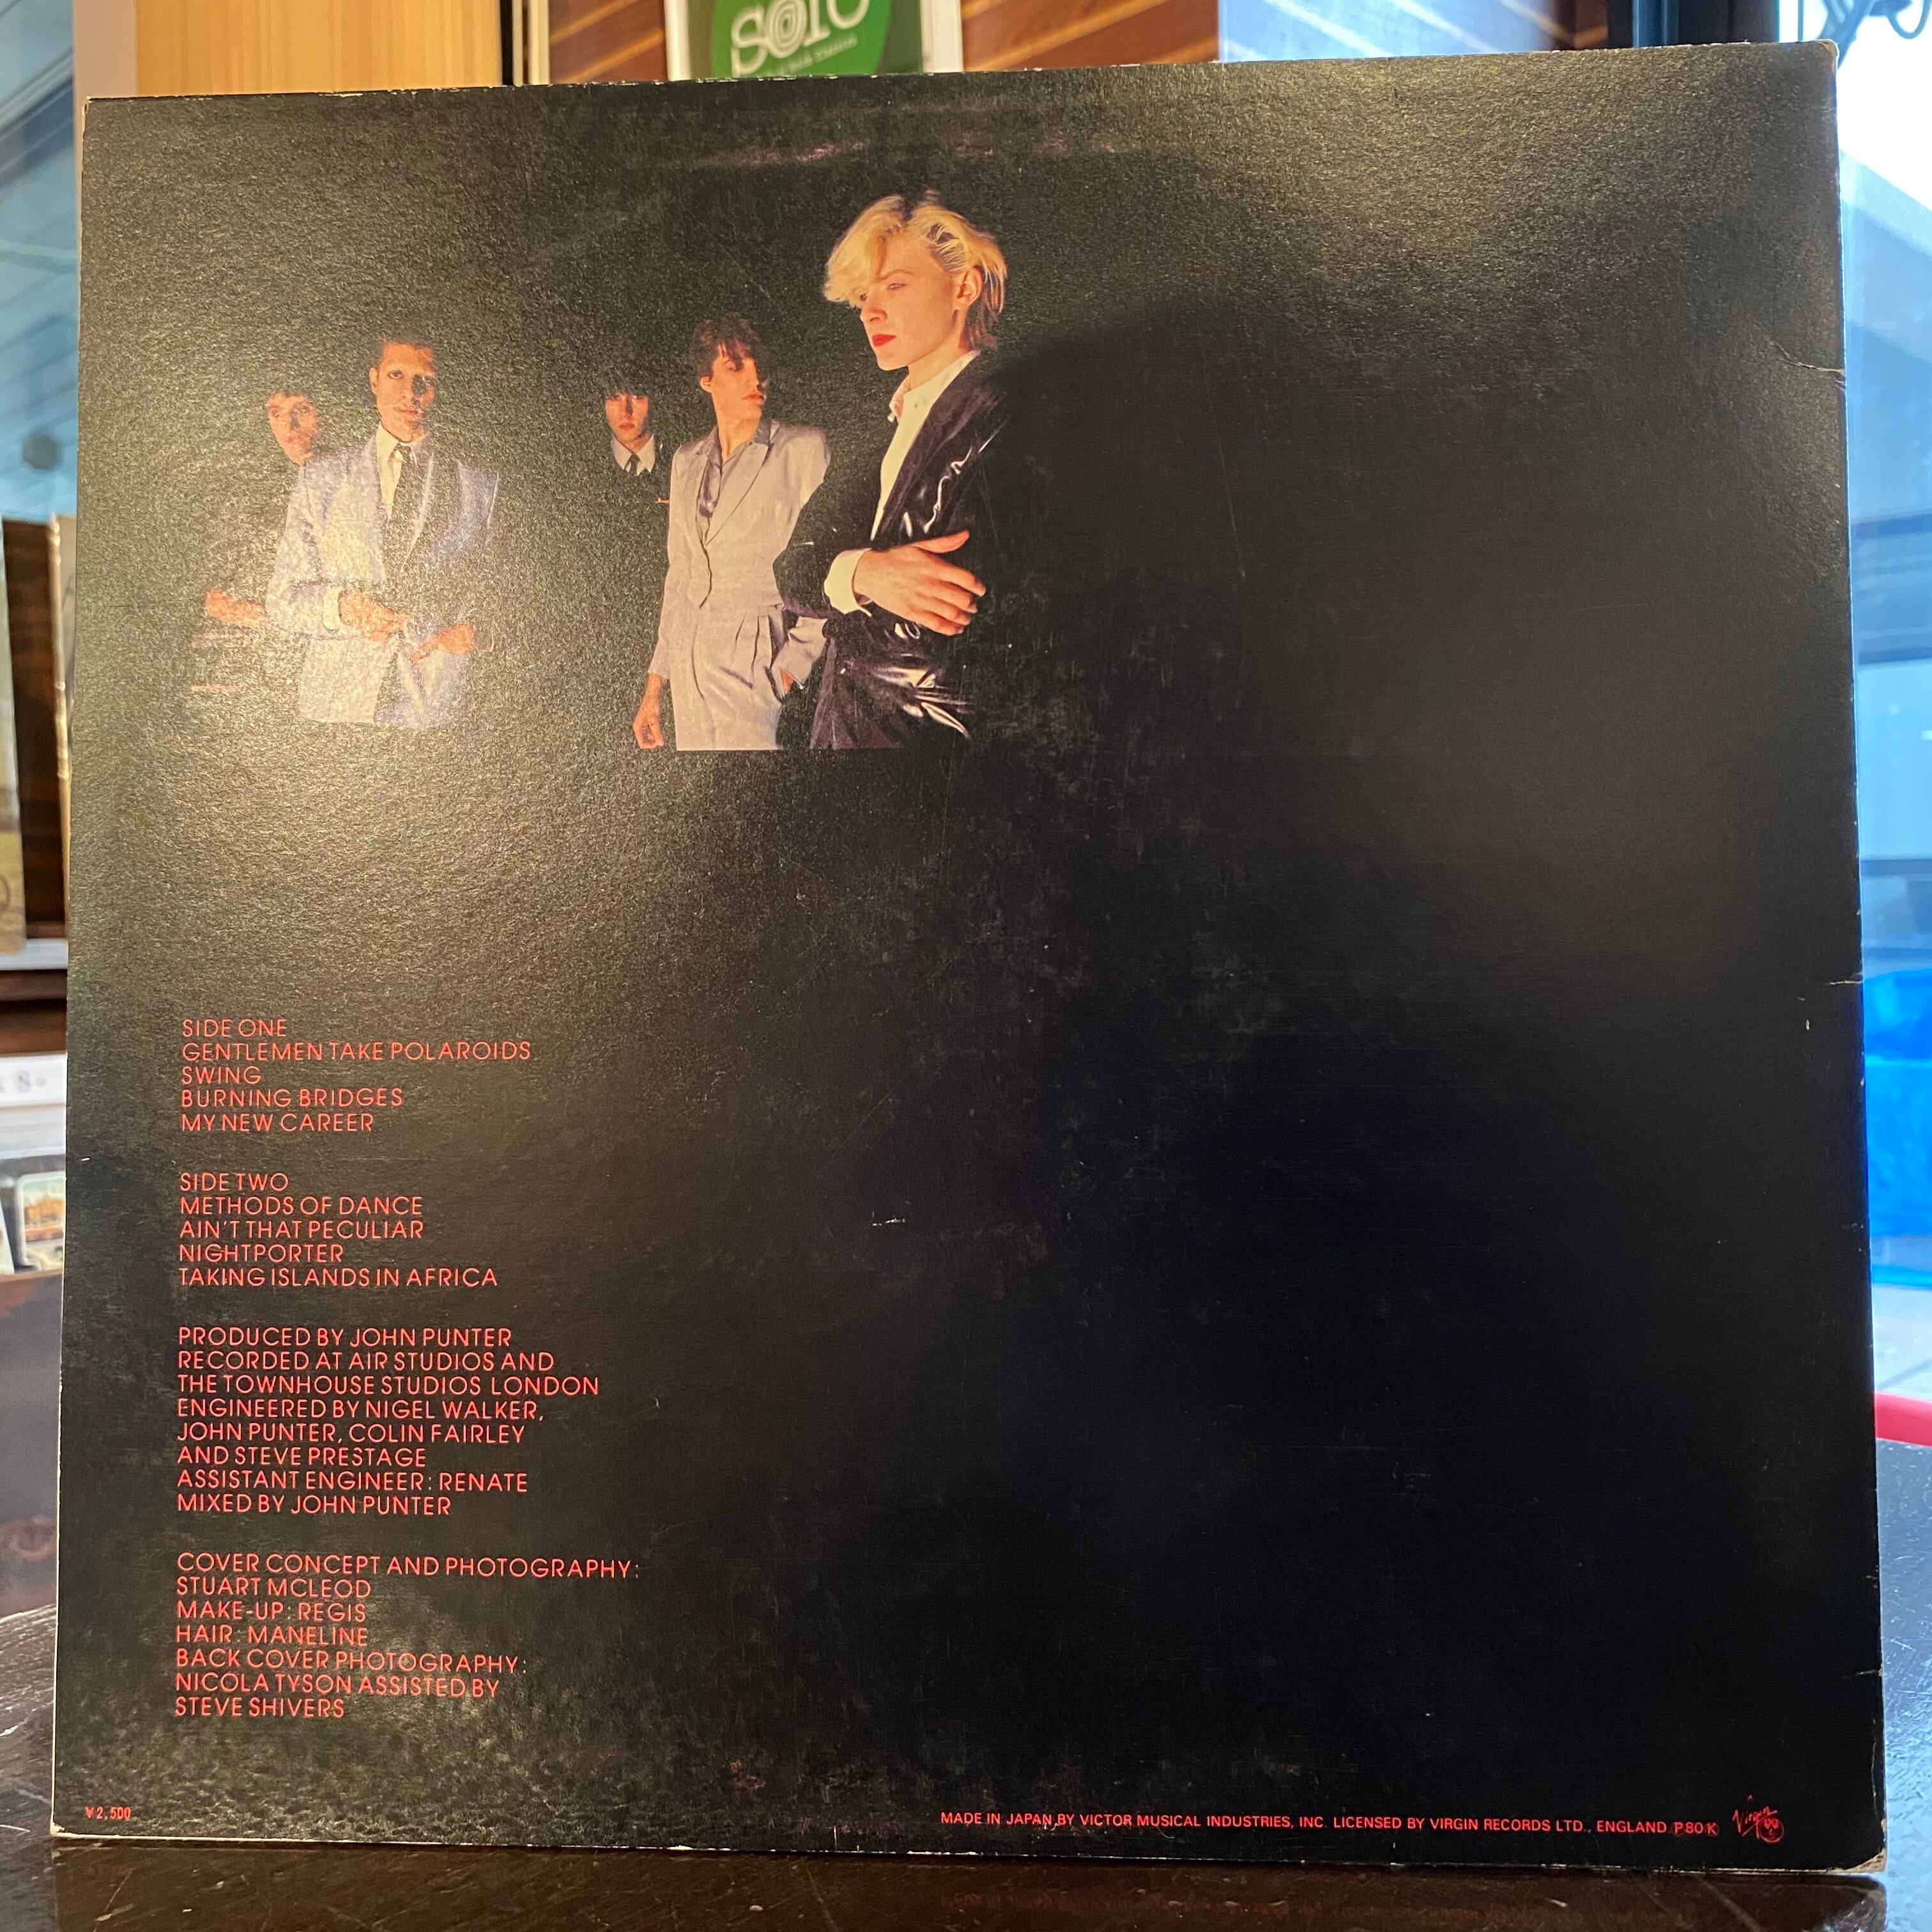 SOLO
SIDE ONE
GENTLEMEN TAKE POLAROIDS
SWING
BURNING BRIDGES
MY NEW CAREER
SIDE TWO
METHODS OF DANCE
AIN'T THAT PECULIAR
NIGHTPORTER
TAKING ISLANDS IN AFRICA
PRODUCED BY JOHN PUNTER
RECORDED AT AIR STUDIOS AND
THE TOWNHOUSE STUDIOS LONDON
ENGINEERED BY NIGEL WALKER,
JOHN PUNTER, COLIN FAIRLEY
AND STEVE PRESTAGE
ASSISTANT ENGINEER: RENATE
MIXED BY JOHN PUNTER
COVER CONCEPT AND PHOTOGRAPHY:
STUART MCLEOD
MAKE-UP: REGIS
HAIR: MANELINE
BACK COVER PHOTOGRAPHY:
NICOLA TYSON ASSISTED BY
STEVE SHIVERS
¥2,500
MADE IN JAPAN BY VICTOR MUSICAL INDUSTRIES, INC. LICENSED BY VIRGIN RECORDS LTD., ENGLAND Ⓟ80 Ⓚ
Virgin